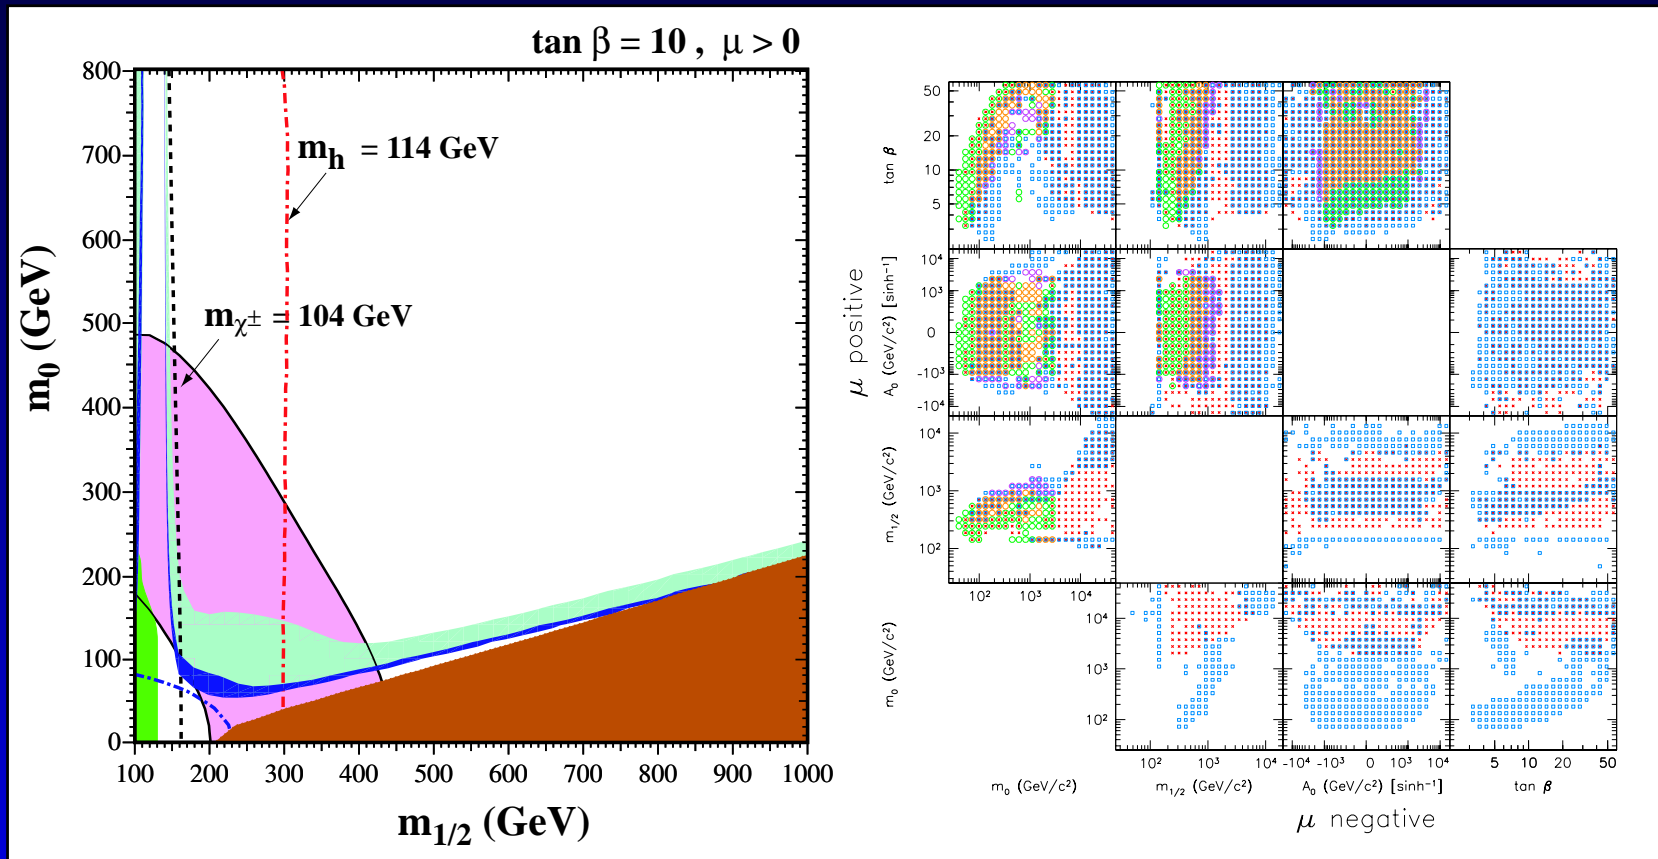 tan β = 10 , μ > 0
800
700
600
500
400
300
200
100
0
m0 (GeV)
mh = 114 GeV
mχ± = 104 GeV
100 200 300 400 500 600 700 800 900 1000
m1/2 (GeV)
μ positive
tan β
50
20
10
5
A0 (GeV/c²) [sinh⁻¹]
10⁴
10³
0
-10³
-10⁴
m1/2 (GeV/c²)
10⁴
10³
10²
10² 10³ 10⁴
m0 (GeV/c²)
10⁴
10³
10²
10² 10³ 10⁴ -10⁴ -10³ 0 10³ 10⁴ 5 10 20 50
m0 (GeV/c²) m1/2 (GeV/c²) A0 (GeV/c²) [sinh⁻¹] tan β
μ negative